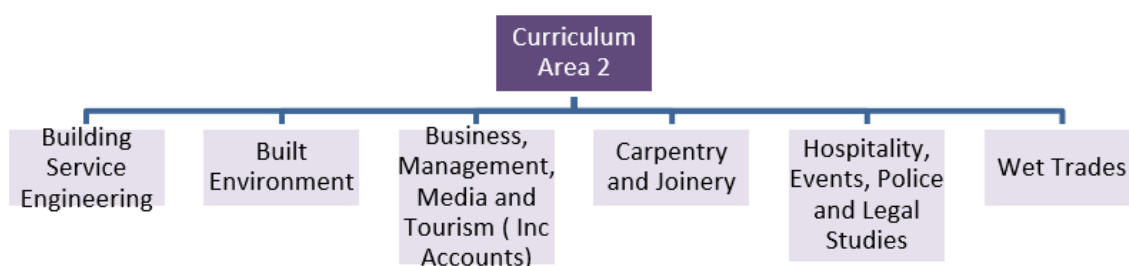 Curriculum
Area 2
Building
Service
Engineering
Built
Environment
Business,
Management,
Media and
Tourism ( Inc
Accounts)
Carpentry
and Joinery
Hospitality,
Events, Police
and Legal
Studies
Wet Trades